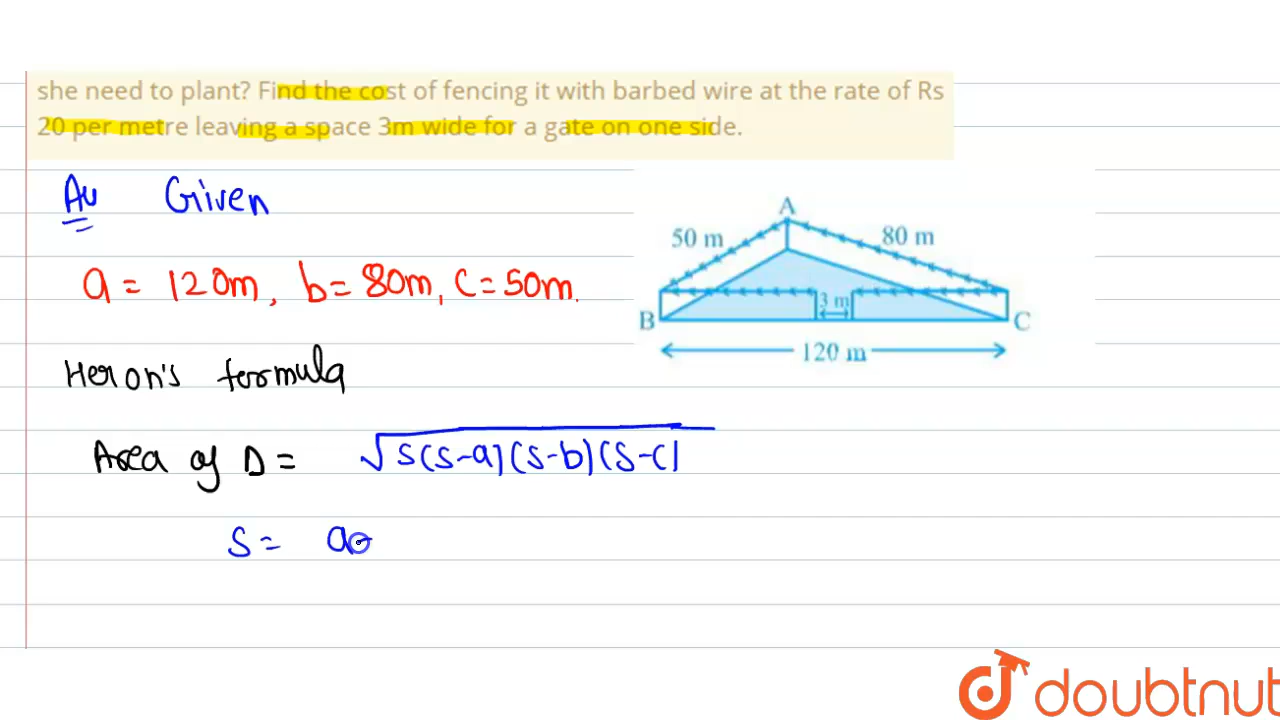 she need to plant? Find the cost of fencing it with barbed wire at the rate of Rs
20 per metre leaving a space 3m wide for a gate on one side.
Given
a = 120m, b = 80m, c = 50m.
A
50 m
80 m
3 m
B
C
120 m
Heron's formula
Area of Δ = √s(s-a)(s-b)(s-c)
S = a
doubtnut